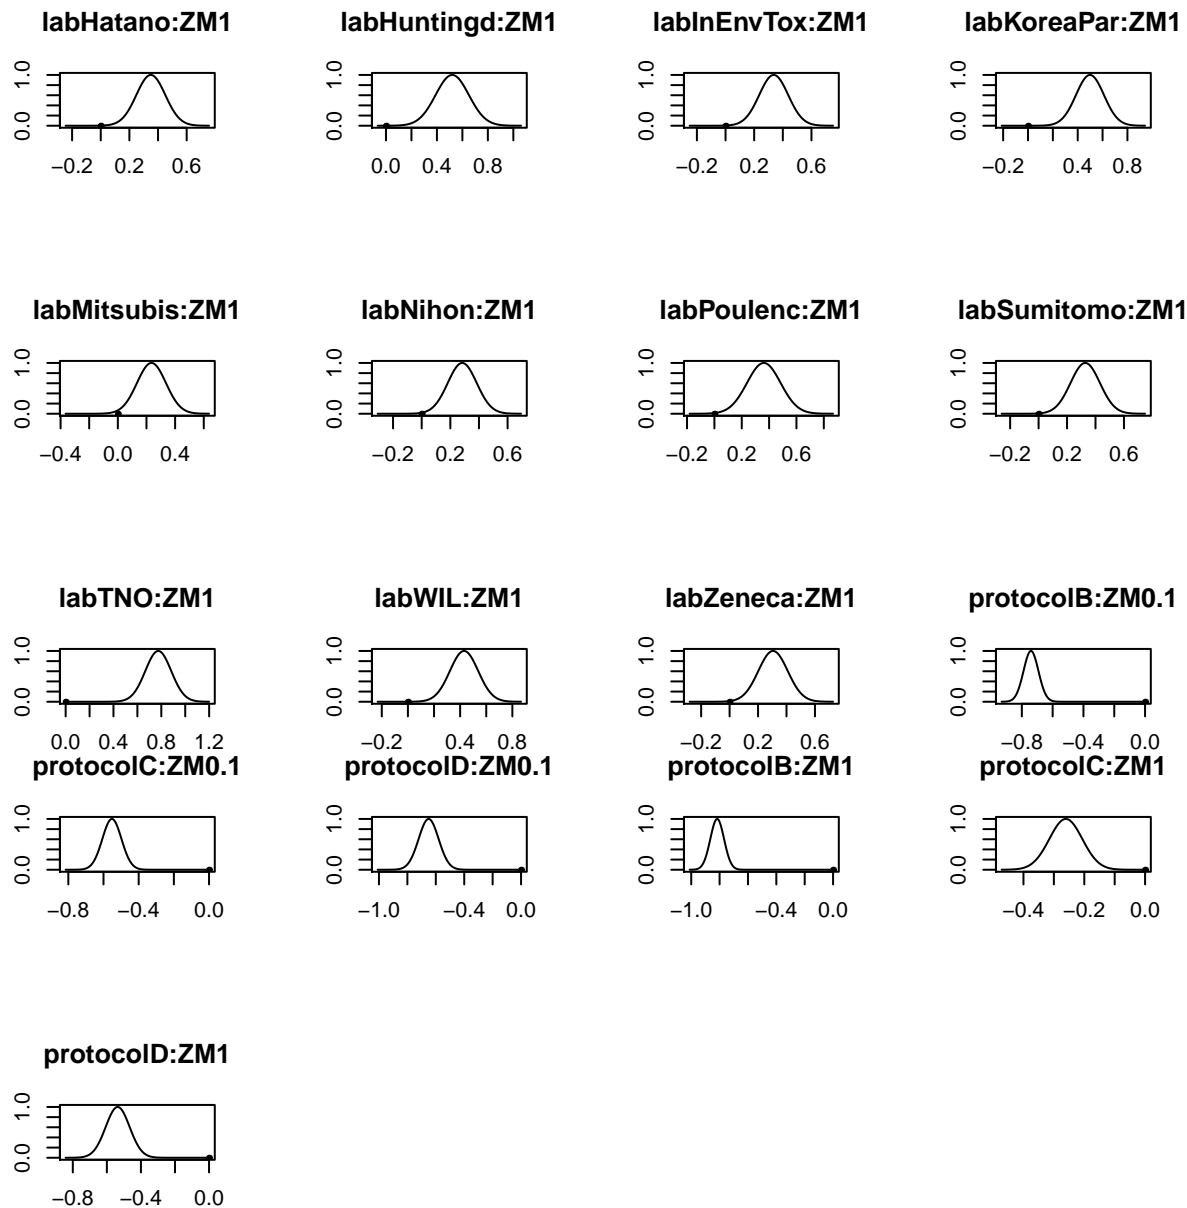 labHatano:ZM1
0.0 1.0
−0.2 0.2 0.6
labHuntingd:ZM1
0.0 1.0
0.0 0.4 0.8
labInEnvTox:ZM1
0.0 1.0
−0.2 0.2 0.6
labKoreaPar:ZM1
0.0 1.0
−0.2 0.4 0.8
labMitsubis:ZM1
0.0 1.0
−0.4 0.0 0.4
labNihon:ZM1
0.0 1.0
−0.2 0.2 0.6
labPoulenc:ZM1
0.0 1.0
−0.2 0.2 0.6
labSumitomo:ZM1
0.0 1.0
−0.2 0.2 0.6
labTNO:ZM1
0.0 1.0
0.0 0.4 0.8 1.2
labWIL:ZM1
0.0 1.0
−0.2 0.4 0.8
labZeneca:ZM1
0.0 1.0
−0.2 0.2 0.6
protocolB:ZM0.1
0.0 1.0
−0.8 −0.4 0.0
protocolC:ZM0.1
0.0 1.0
−0.8 −0.4 0.0
protocolD:ZM0.1
0.0 1.0
−1.0 −0.4 0.0
protocolB:ZM1
0.0 1.0
−1.0 −0.4 0.0
protocolC:ZM1
0.0 1.0
−0.4 −0.2 0.0
protocolD:ZM1
0.0 1.0
−0.8 −0.4 0.0